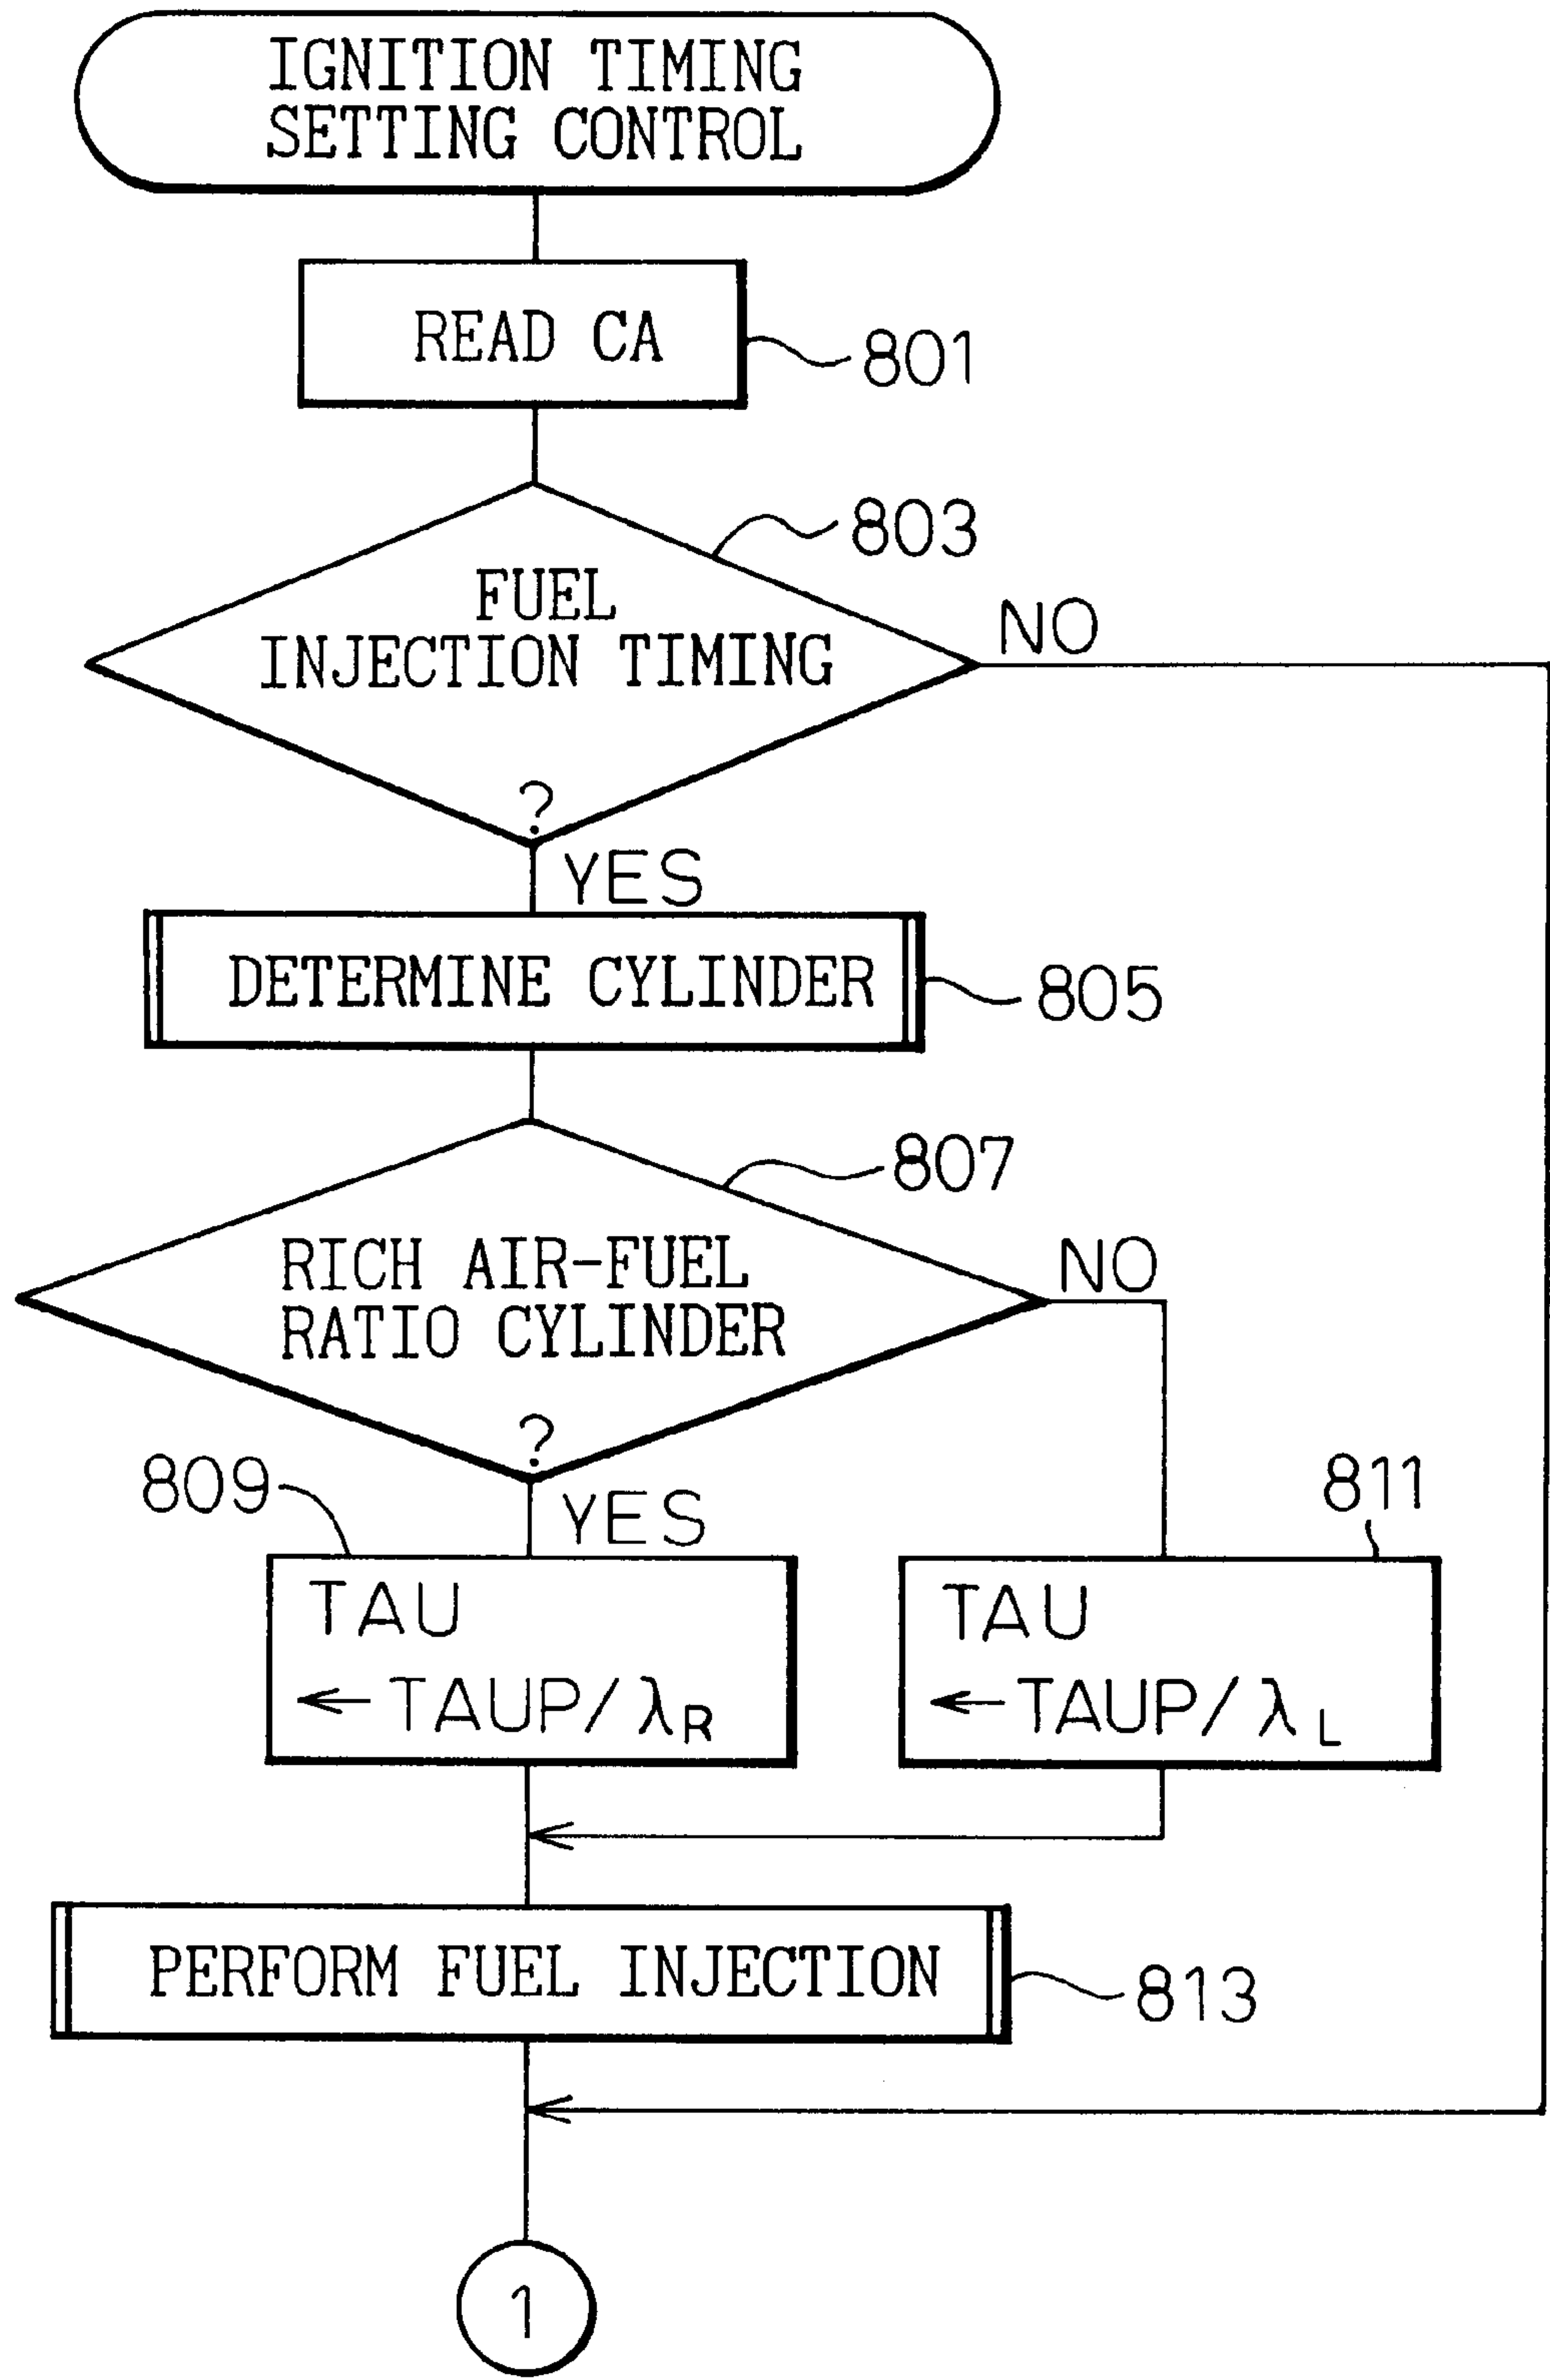 IGNITION TIMING
SETTING CONTROL
READ CA
801
803
FUEL
INJECTION TIMING
?
NO
YES
DETERMINE CYLINDER
805
807
RICH AIR-FUEL
RATIO CYLINDER
?
NO
YES
809
811
TAU
← TAUP/λR
TAU
← TAUP/λL
PERFORM FUEL INJECTION
813
1